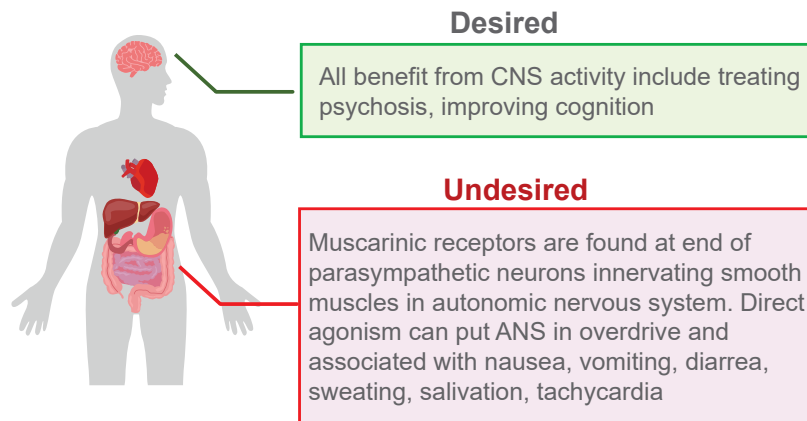 Desired
All benefit from CNS activity include treating
psychosis, improving cognition
Undesired
Muscarinic receptors are found at end of
parasympathetic neurons innervating smooth
muscles in autonomic nervous system. Direct
agonism can put ANS in overdrive and
associated with nausea, vomiting, diarrea,
sweating, salivation, tachycardia